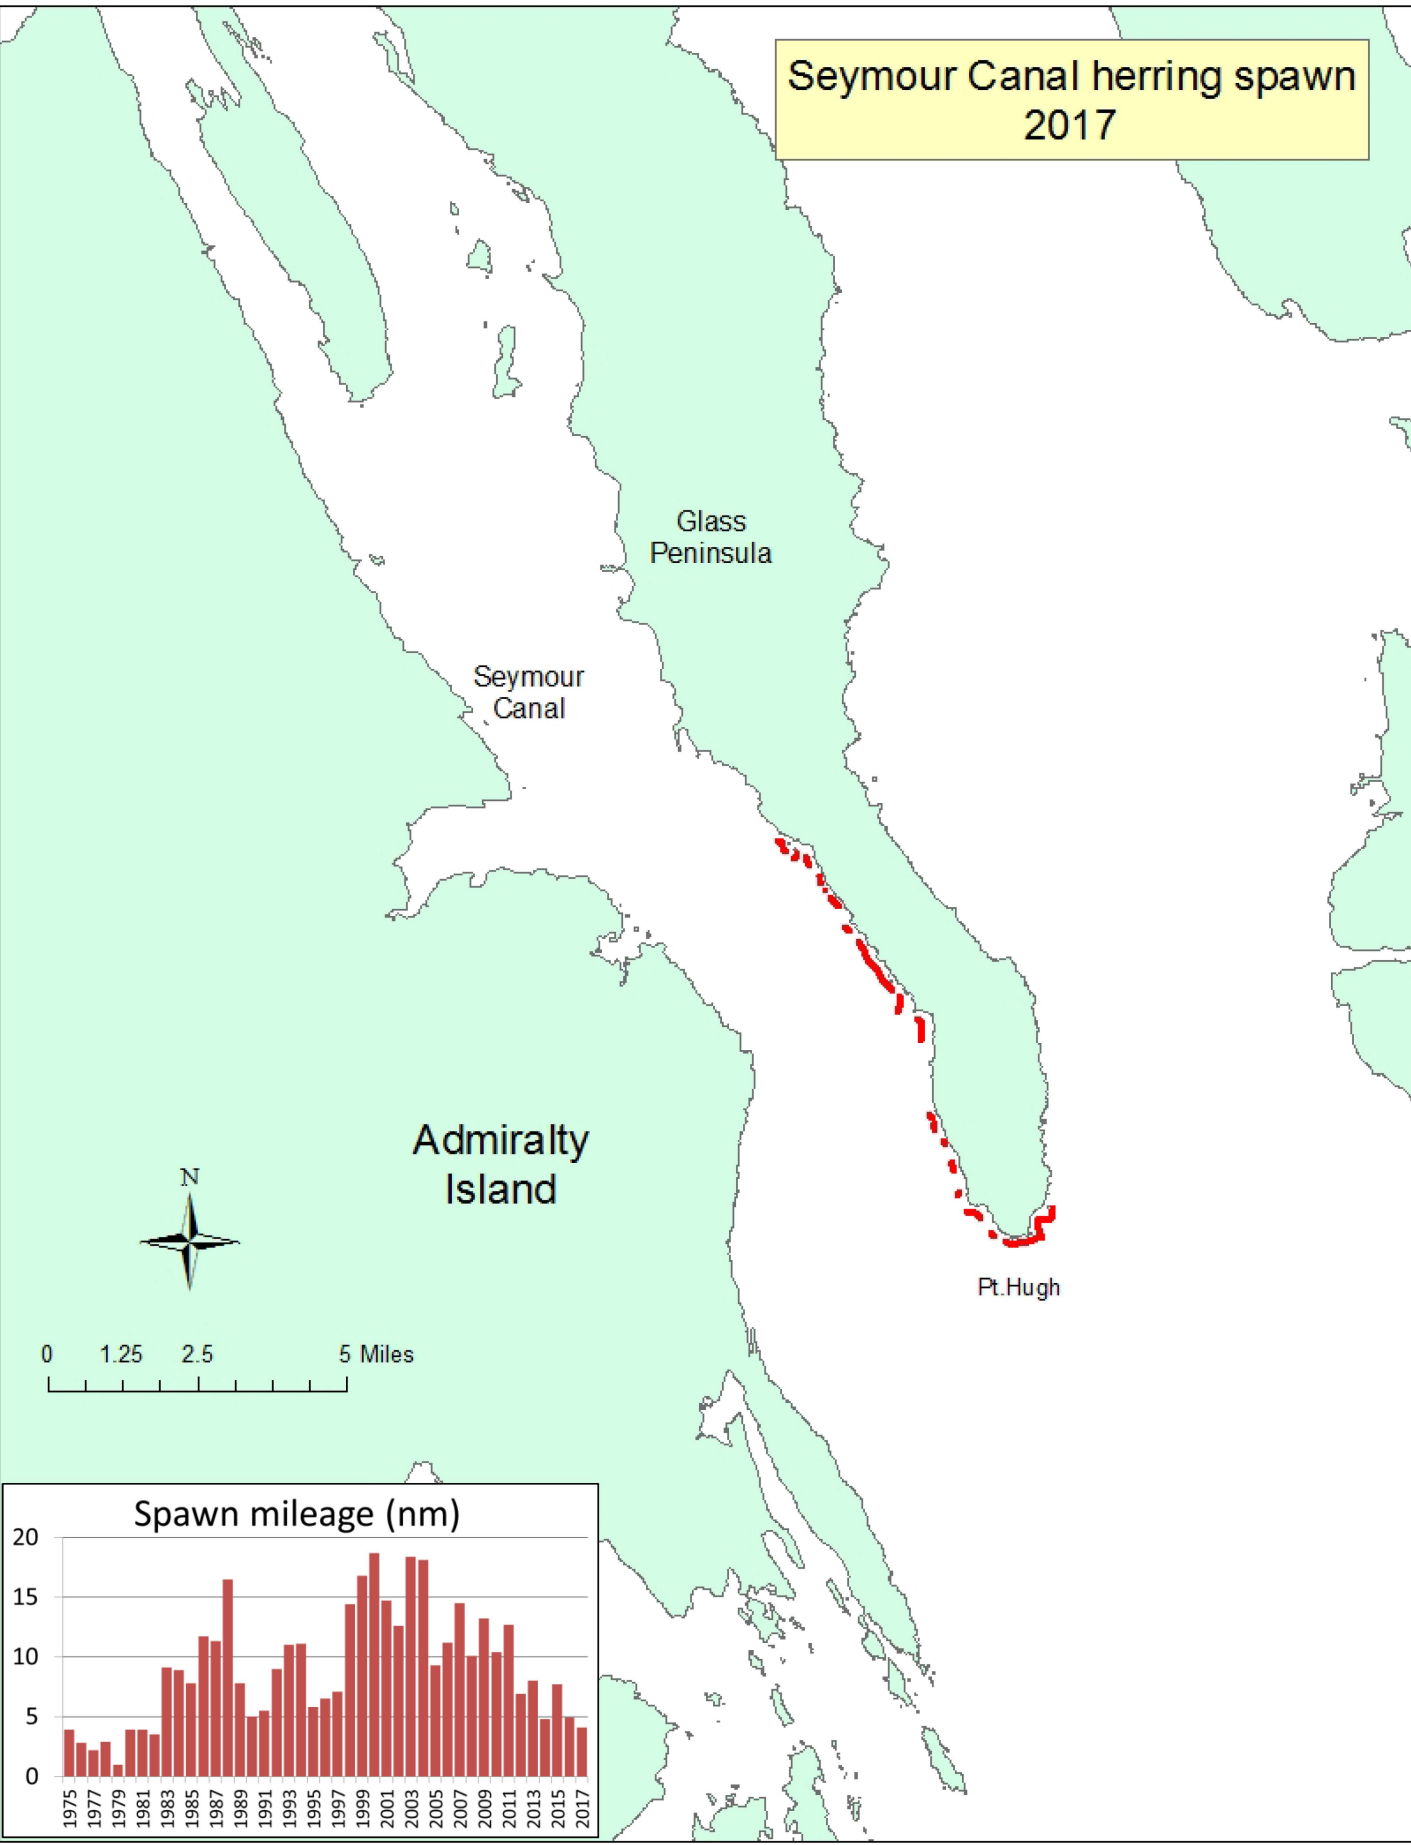 Seymour Canal herring spawn
2017
Glass
Peninsula
Seymour
Canal
Admiralty
Island
N
Pt.Hugh
0 1.25 2.5 5 Miles
Spawn mileage (nm)
20
15
10
5
0
1975
1977
1979
1981
1983
1985
1987
1989
1991
1993
1995
1997
1999
2001
2003
2005
2007
2009
2011
2013
2015
2017